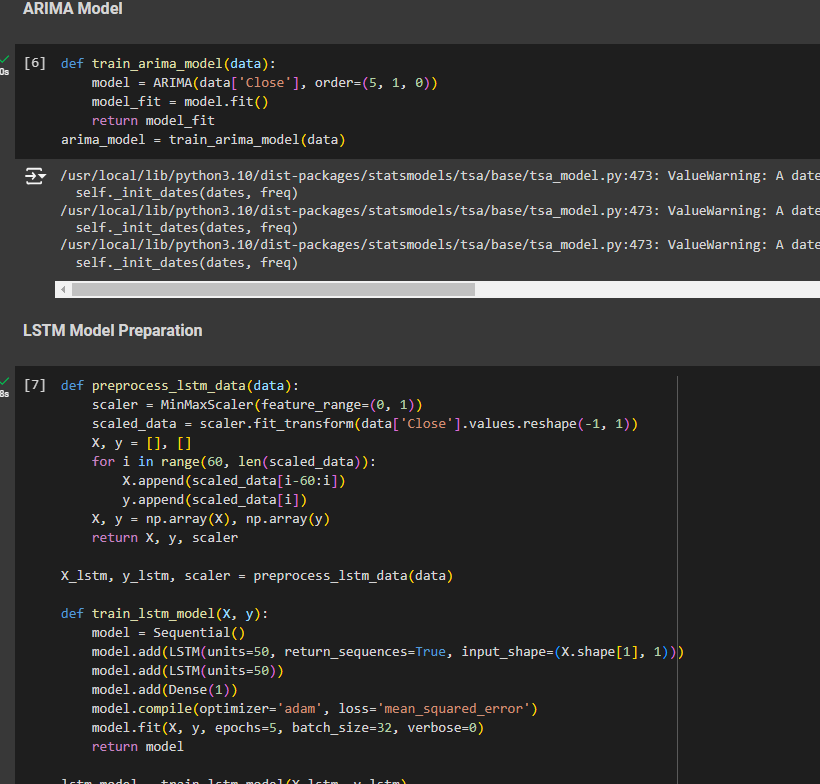 ARIMA Model
[6] def train_arima_model(data):
model = ARIMA(data['Close'], order=(5, 1, 0))
model_fit = model.fit()
return model_fit
arima_model = train_arima_model(data)
0s
/usr/local/lib/python3.10/dist-packages/statsmodels/tsa/base/tsa_model.py:473: ValueWarning: A date
self._init_dates(dates, freq)
/usr/local/lib/python3.10/dist-packages/statsmodels/tsa/base/tsa_model.py:473: ValueWarning: A date
self._init_dates(dates, freq)
/usr/local/lib/python3.10/dist-packages/statsmodels/tsa/base/tsa_model.py:473: ValueWarning: A date
self._init_dates(dates, freq)
LSTM Model Preparation
[7] def preprocess_lstm_data(data):
8s
scaler = MinMaxScaler(feature_range=(0, 1))
scaled_data = scaler.fit_transform(data['Close'].values.reshape(-1, 1))
X, y = [], []
for i in range(60, len(scaled_data)):
X.append(scaled_data[i-60:i])
y.append(scaled_data[i])
X, y = np.array(X), np.array(y)
return X, y, scaler
X_lstm, y_lstm, scaler = preprocess_lstm_data(data)
def train_lstm_model(X, y):
model = Sequential()
model.add(LSTM(units=50, return_sequences=True, input_shape=(X.shape[1], 1)))
model.add(LSTM(units=50))
model.add(Dense(1))
model.compile(optimizer='adam', loss='mean_squared_error')
model.fit(X, y, epochs=5, batch_size=32, verbose=0)
return model
lstm_model = train_lstm_model(X_lstm, y_lstm)